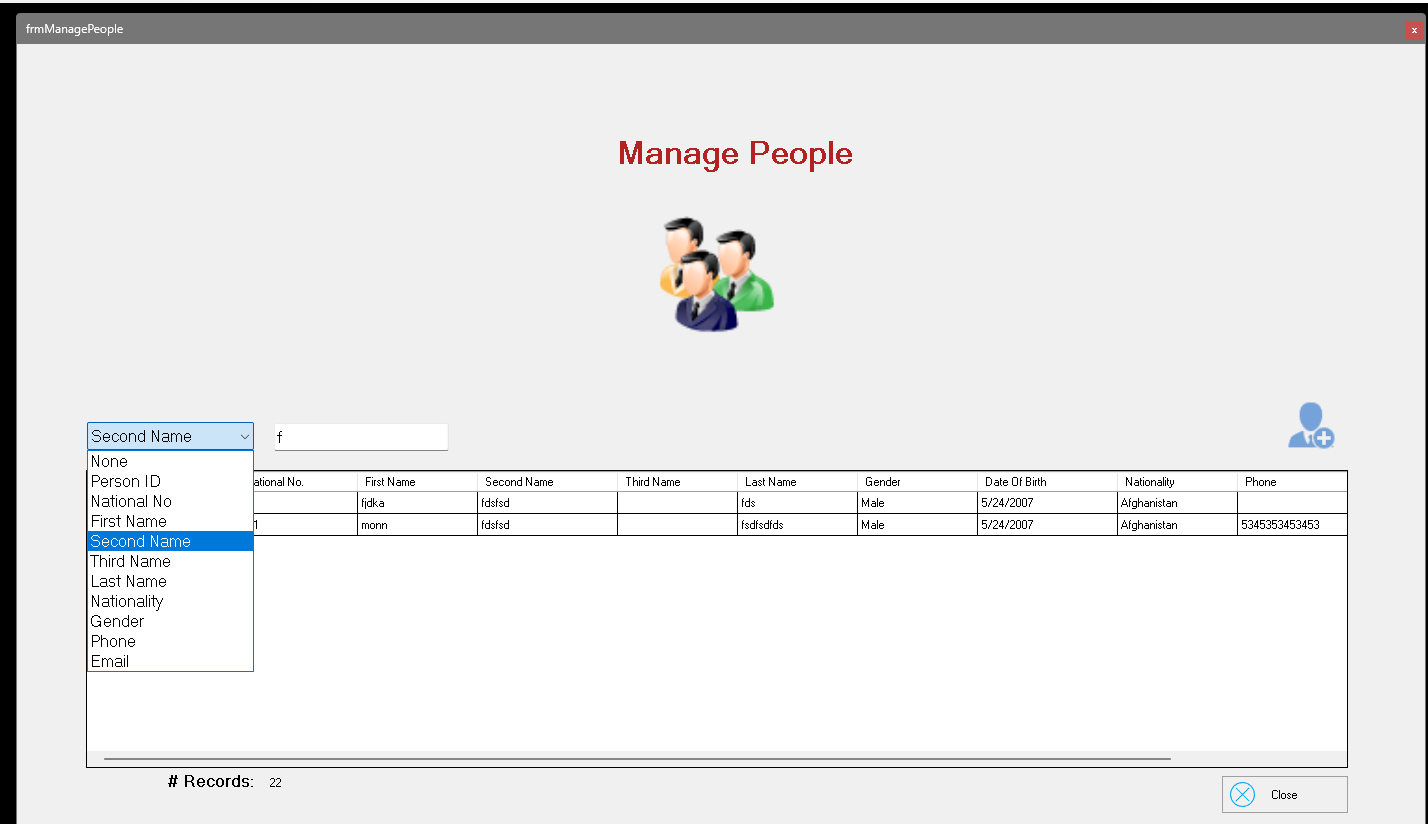 frmManagePeople
x
Manage People
Second Name
f
None
Person ID
National No
First Name
Second Name
Third Name
Last Name
Nationality
Gender
Phone
Email
ational No. First Name Second Name Third Name Last Name Gender Date Of Birth Nationality Phone
fjdka fdsfsd fds Male 5/24/2007 Afghanistan
1 monn fdsfsd fsdfsdfds Male 5/24/2007 Afghanistan 5345353453453
# Records: 22
Close